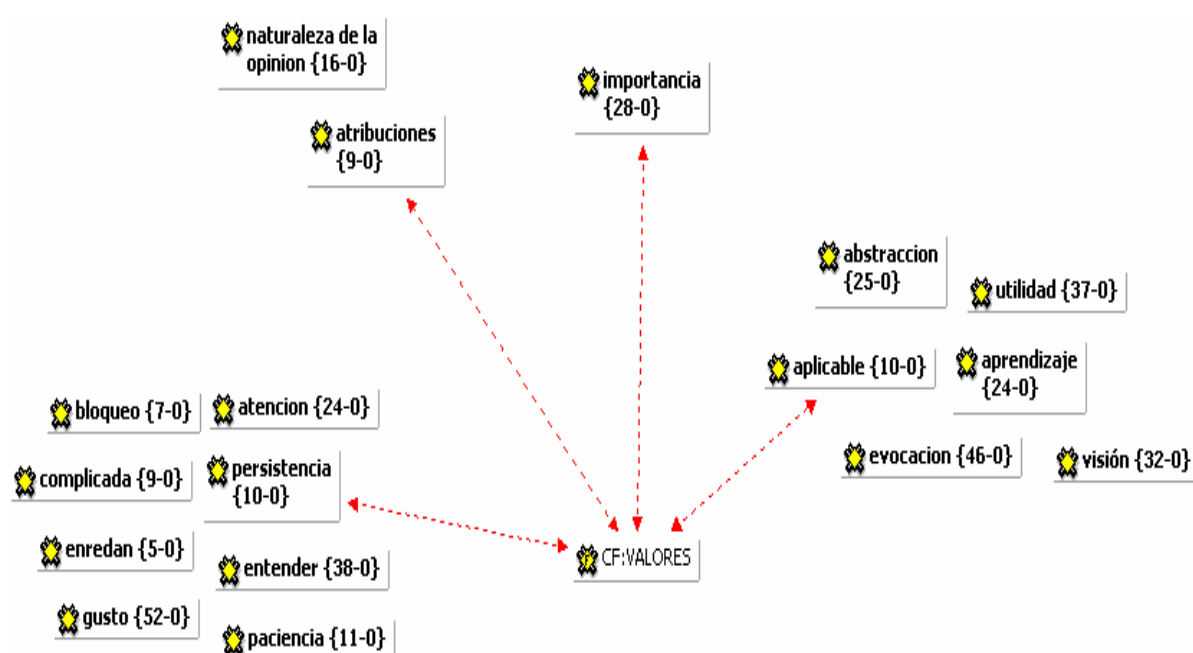 naturaleza de la
opinion {16-0}
importancia
{28-0}
atribuciones
{9-0}
abstraccion
{25-0}
utilidad {37-0}
aplicable {10-0}
aprendizaje
{24-0}
bloqueo {7-0}
atencion {24-0}
evocacion {46-0}
visión {32-0}
complicada {9-0}
persistencia
{10-0}
enredan {5-0}
entender {38-0}
CF:VALORES
gusto {52-0}
paciencia {11-0}